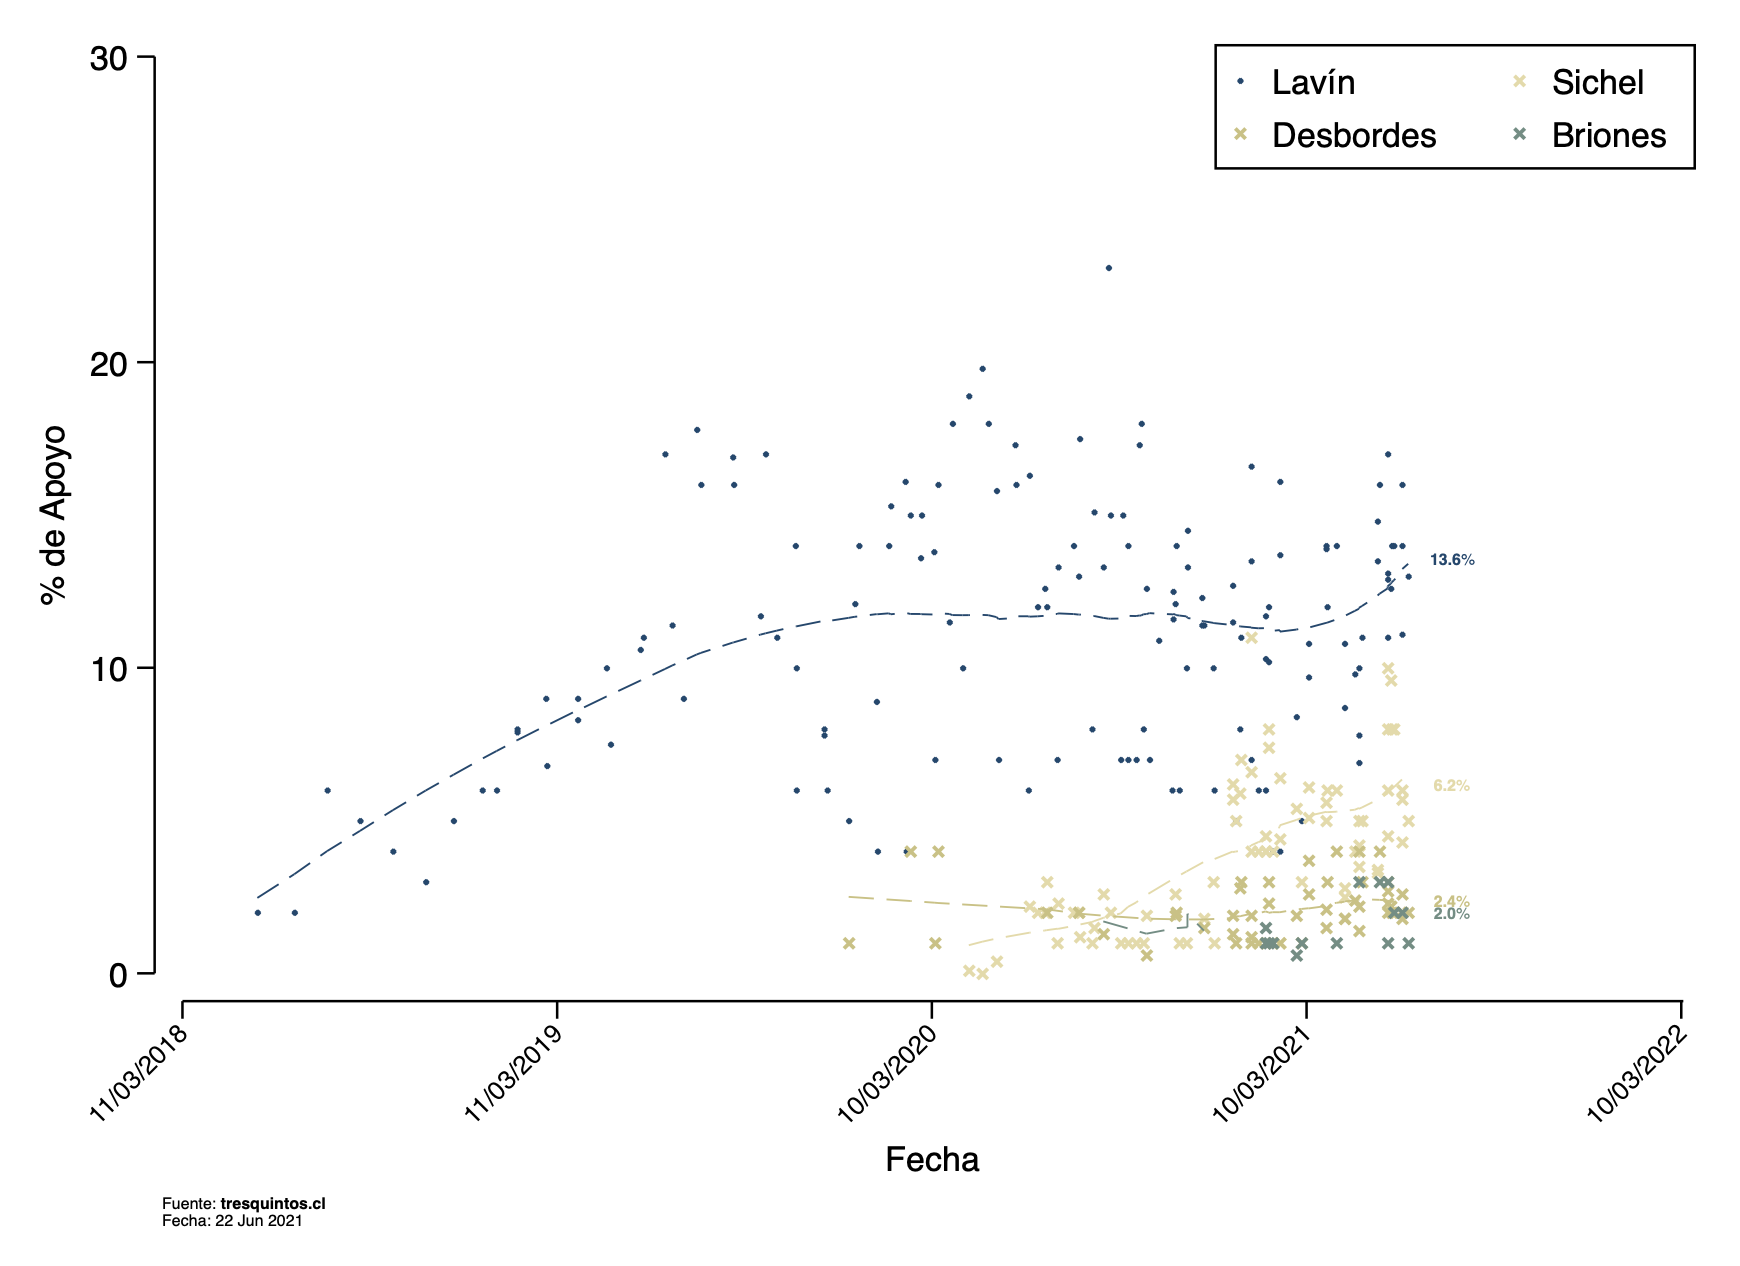 30
20
10
0
% de Apoyo
Lavín
Sichel
Desbordes
Briones
13.6%
6.2%
2.4%
2.0%
11/03/2018
11/03/2019
10/03/2020
10/03/2021
10/03/2022
Fecha
Fuente: tresquintos.cl
Fecha: 22 Jun 2021